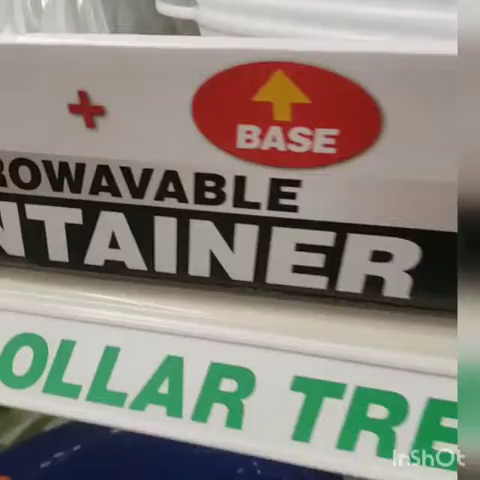 +
BASE
ROWAVABLE
NTAINER
OLLAR TRE
InShOt